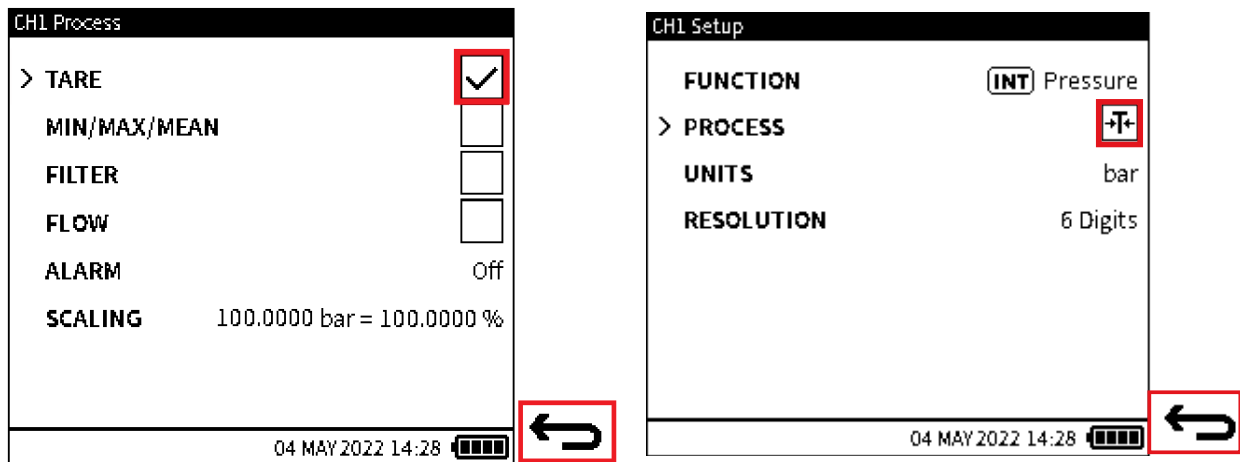 CH1 Process
> TARE
MIN/MAX/MEAN
FILTER
FLOW
ALARM Off
SCALING 100.0000 bar = 100.0000 %
04 MAY 2022 14:28
CH1 Setup
FUNCTION INT Pressure
> PROCESS T
UNITS bar
RESOLUTION 6 Digits
04 MAY 2022 14:28